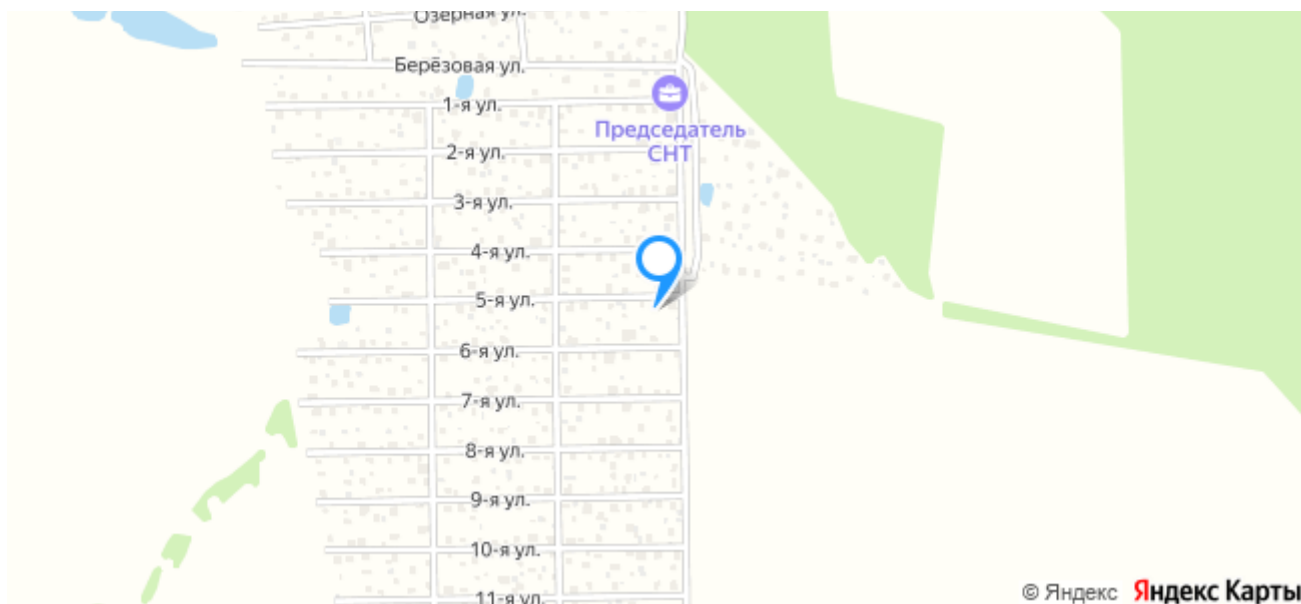 Озёрная ул.
Берёзовая ул.
1-я ул.
Председатель
СНТ
2-я ул.
3-я ул.
4-я ул.
5-я ул.
6-я ул.
7-я ул.
8-я ул.
9-я ул.
10-я ул.
11-я ул.
© Яндекс Яндекс Карты